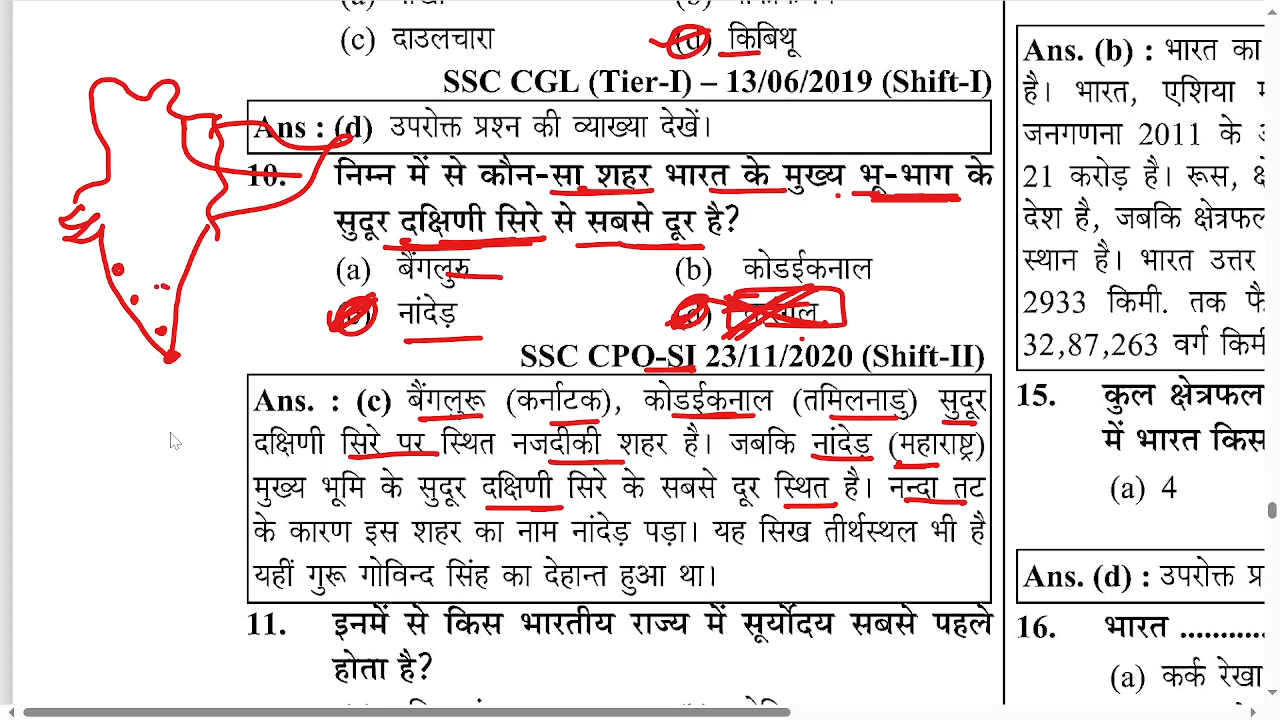 (c) दाउलचारा (d) किबिथू
SSC CGL (Tier-I) – 13/06/2019 (Shift-I)
Ans : (d) उपरोक्त प्रश्न की व्याख्या देखें।
10. निम्न में से कौन-सा शहर भारत के मुख्य भू-भाग के
सुदूर दक्षिणी सिरे से सबसे दूर है?
(a) बैंगलुरु (b) कोडईकनाल
नांदेड़
SSC CPO-SI 23/11/2020 (Shift-II)
Ans. : (c) बैंगलुरू (कर्नाटक), कोडईकनाल (तमिलनाडु) सुदूर
दक्षिणी सिरे पर स्थित नजदीकी शहर है। जबकि नांदेड़ (महाराष्ट्र)
मुख्य भूमि के सुदूर दक्षिणी सिरे के सबसे दूर स्थित है। नन्दा तट
के कारण इस शहर का नाम नांदेड़ पड़ा। यह सिख तीर्थस्थल भी है
यहीं गुरू गोविन्द सिंह का देहान्त हुआ था।
11. इनमें से किस भारतीय राज्य में सूर्योदय सबसे पहले
होता है?
Ans. (b) : भारत का
है। भारत, एशिया
जनगणना 2011 के
21 करोड़ है। रूस,
देश है, जबकि क्षेत्रफल
स्थान है। भारत उत्तर
2933 किमी. तक
32,87,263 वर्ग किमी
15. कुल क्षेत्रफल
में भारत किस
(a) 4
Ans. (d) : उपरोक्त प्र
16. भारत ............
(a) कर्क रेखा